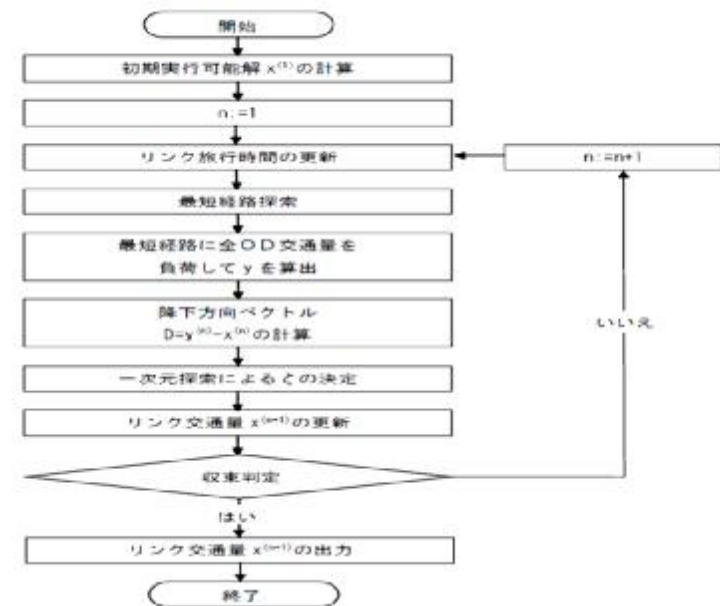 開始
初期実行可能解 x⁽¹⁾の計算
n:=1
リンク旅行時間の更新
n:=n+1
最短経路探索
最短経路に全OD交通量を
負荷してyを算出
降下方向ベクトル
D=y⁽ⁿ⁾-x⁽ⁿ⁾の計算
いいえ
一次元探索によるξの決定
リンク交通量 x⁽ⁿ⁺¹⁾の更新
収束判定
はい
リンク交通量 x⁽ⁿ⁺¹⁾の出力
終了